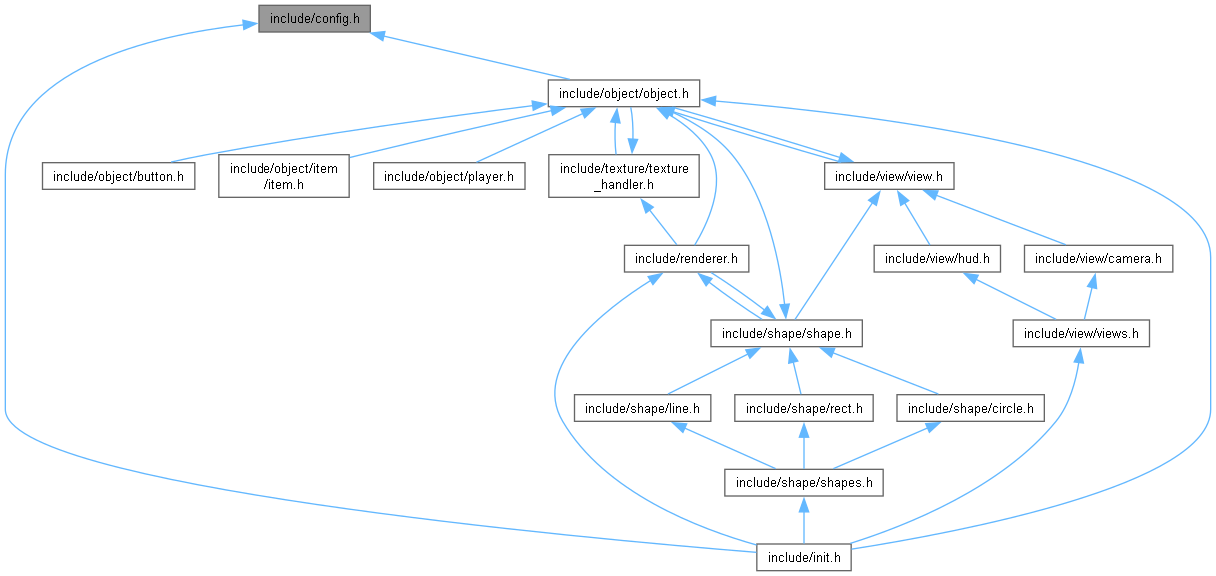 include/config.h
include/object/object.h
include/object/button.h
include/object/item
/item.h
include/object/player.h
include/texture/texture
_handler.h
include/view/view.h
include/renderer.h
include/view/hud.h
include/view/camera.h
include/shape/shape.h
include/view/views.h
include/shape/line.h
include/shape/rect.h
include/shape/circle.h
include/shape/shapes.h
include/init.h